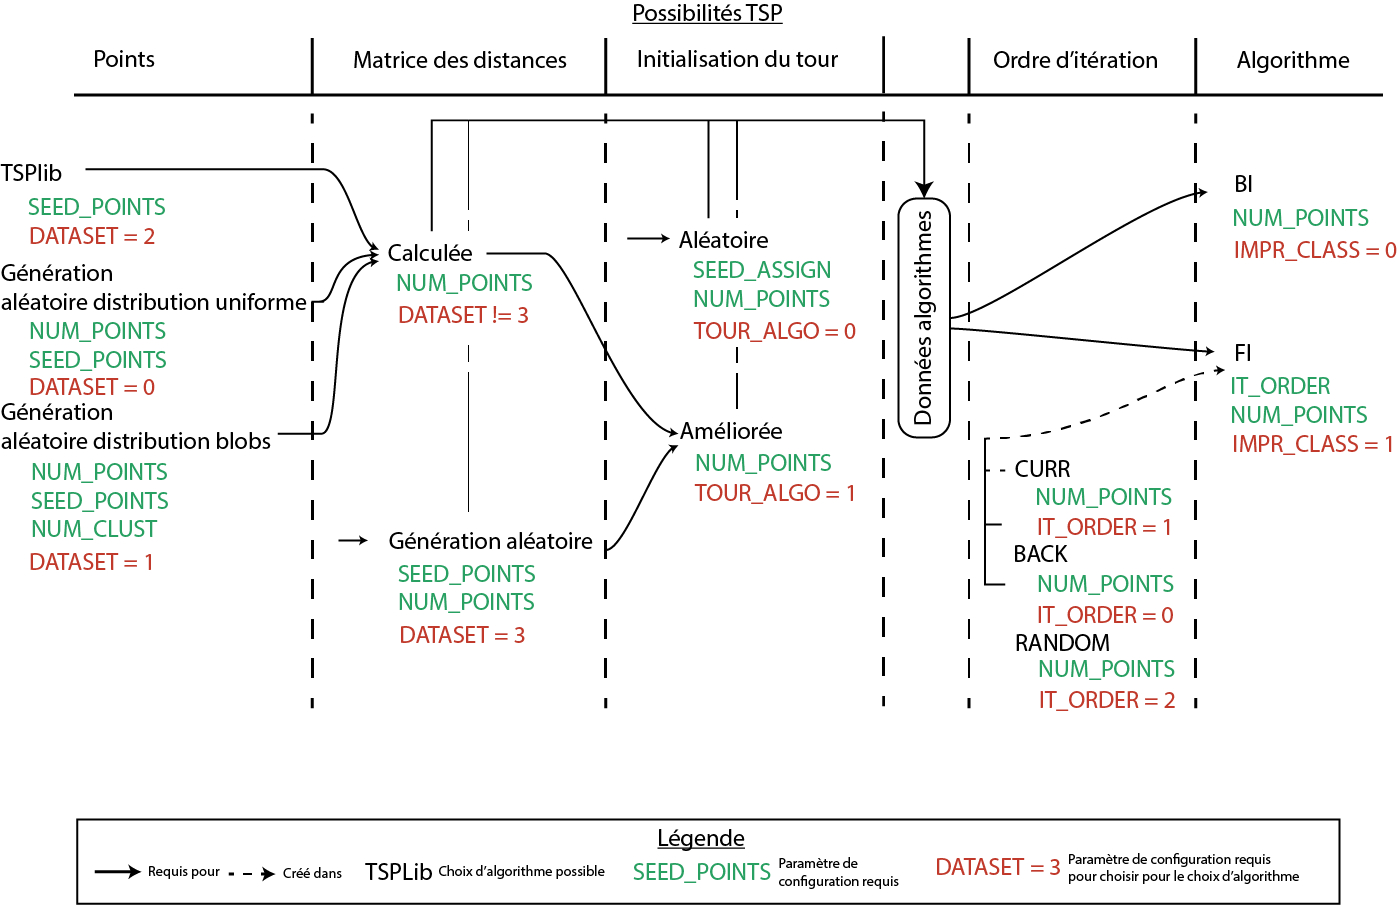 Possibilités TSP
Points
Matrice des distances
Initialisation du tour
Ordre d'itération
Algorithme
TSPlib
SEED_POINTS
DATASET = 2
Génération
aléatoire distribution uniforme
NUM_POINTS
SEED_POINTS
DATASET = 0
Génération
aléatoire distribution blobs
NUM_POINTS
SEED_POINTS
NUM_CLUST
DATASET = 1
Calculée
NUM_POINTS
DATASET != 3
Génération aléatoire
SEED_POINTS
NUM_POINTS
DATASET = 3
Aléatoire
SEED_ASSIGN
NUM_POINTS
TOUR_ALGO = 0
Améliorée
NUM_POINTS
TOUR_ALGO = 1
Données algorithmes
CURR
NUM_POINTS
IT_ORDER = 1
BACK
NUM_POINTS
IT_ORDER = 0
RANDOM
NUM_POINTS
IT_ORDER = 2
BI
NUM_POINTS
IMPR_CLASS = 0
FI
IT_ORDER
NUM_POINTS
IMPR_CLASS = 1
Légende
Requis pour
Créé dans
TSPLib Choix d'algorithme possible
SEED_POINTS
Paramètre de
configuration requis
DATASET = 3
Paramètre de configuration requis
pour choisir pour le choix d'algorithme